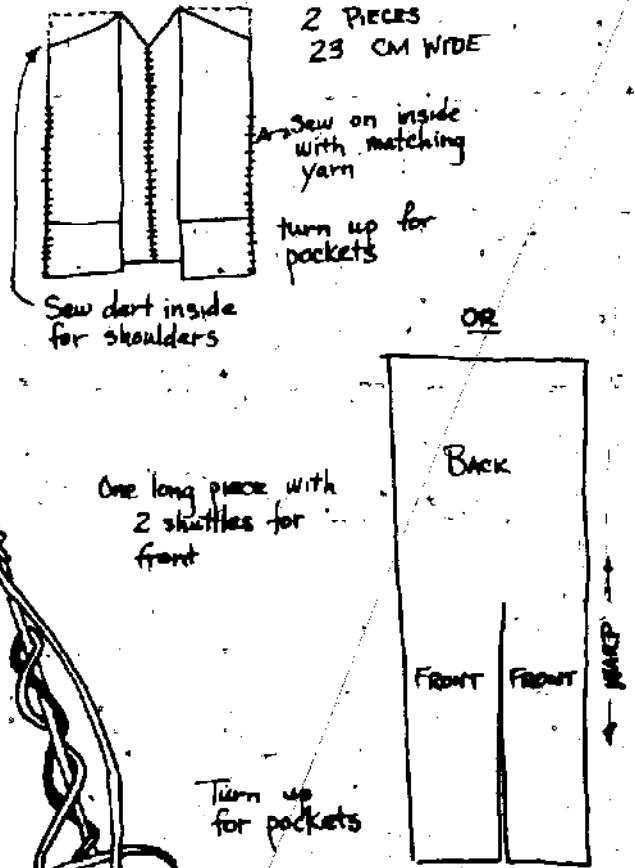 2 PIECES
23 CM WIDE
Sew on inside
with matching
yarn
turn up for
pockets
Sew dart inside
for shoulders
OR
BACK
One long piece with
2 shuttles for
front
FRONT FRONT
WARP
Turn up
for pockets